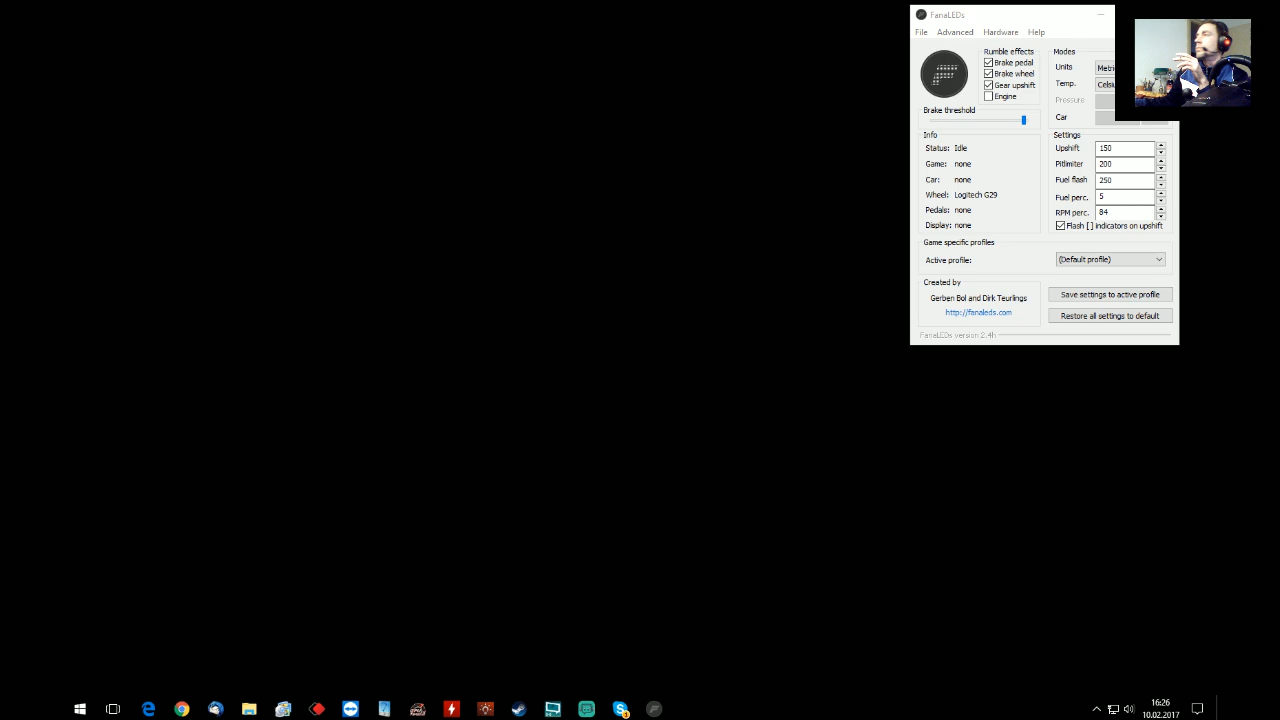 FanaLEDs
File Advanced Hardware Help
Rumble effects
Brake pedal
Brake wheel
Gear upshift
Engine
Modes
Units
Temp.
Pressure
Car
Brake threshold
Info
Status: Idle
Game: none
Car: none
Wheel: Logitech G29
Pedals: none
Display: none
Settings
Upshift 150
Pitlimiter 200
Fuel flash 250
Fuel perc. 5
RPM perc. 84
Flash [ ] indicators on upshift
Game specific profiles
Active profile: (Default profile)
Created by
Gerben Bol and Dirk Teurlings
http://fanaleds.com
Save settings to active profile
Restore all settings to default
FanaLEDs version 2.4h
16:26
10.02.2017